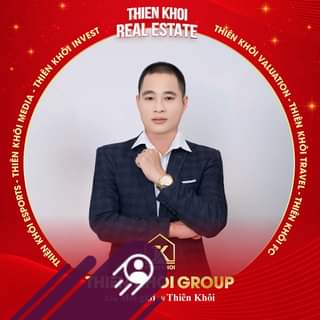 THIEN KHOI
REAL ESTATE
THIÊN KHÔI ESPORTS - THIÊN KHÔI MEDIA - THIÊN KHÔI INVEST
THIÊN KHÔI VALUATION - THIÊN KHÔI TRAVEL - THIÊN KHÔI FC
KHOI GROUP
Thiên Khôi